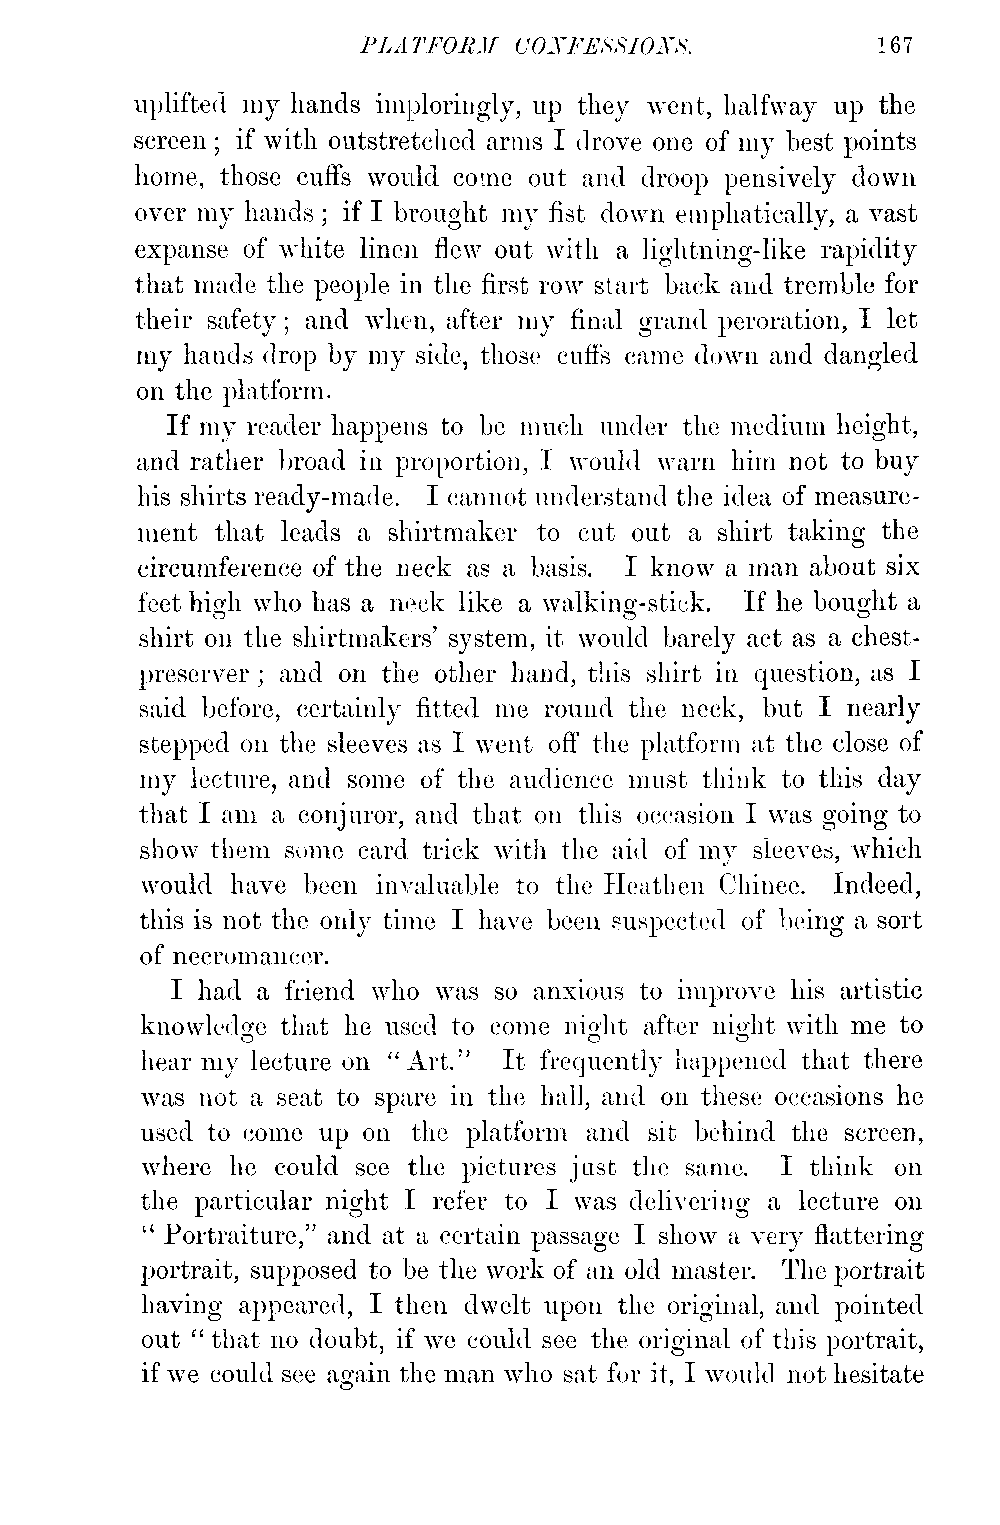 PLATFORM CONFESSIONS. 167
uplifted my hands imploringly, up they went, halfway up the
screen; if with outstretched arms I drove one of my best points
home, those cuffs would come out and droop pensively down
over my hands; if I brought my fist down emphatically, a vast
expanse of white linen flew out with a lightning-like rapidity
that made the people in the first row start back and tremble for
their safety; and when, after my final grand peroration, I let
my hands drop by my side, those cuffs came down and dangled
on the platform.
If my reader happens to be much under the medium height,
and rather broad in proportion, I would warn him not to buy
his shirts ready-made. I cannot understand the idea of measure-
ment that leads a shirtmaker to cut out a shirt taking the
circumference of the neck as a basis. I know a man about six
feet high who has a neck like a walking-stick. If he bought a
shirt on the shirtmakers' system, it would barely act as a chest-
preserver; and on the other hand, this shirt in question, as I
said before, certainly fitted me round the neck, but I nearly
stepped on the sleeves as I went off the platform at the close of
my lecture, and some of the audience must think to this day
that I am a conjuror, and that on this occasion I was going to
show them some card trick with the aid of my sleeves, which
would have been invaluable to the Heathen Chinee. Indeed,
this is not the only time I have been suspected of being a sort
of necromancer.
I had a friend who was so anxious to improve his artistic
knowledge that he used to come night after night with me to
hear my lecture on "Art." It frequently happened that there
was not a seat to spare in the hall, and on these occasions he
used to come up on the platform and sit behind the screen,
where he could see the pictures just the same. I think on
the particular night I refer to I was delivering a lecture on
"Portraiture," and at a certain passage I show a very flattering
portrait, supposed to be the work of an old master. The portrait
having appeared, I then dwelt upon the original, and pointed
out "that no doubt, if we could see the original of this portrait,
if we could see again the man who sat for it, I would not hesitate